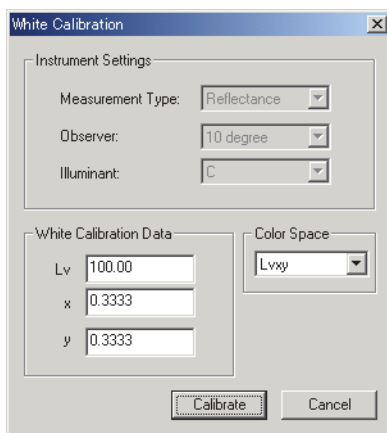 White Calibration
Instrument Settings
Measurement Type: Reflectance
Observer: 10 degree
Illuminant: C
White Calibration Data
Lv 100.00
x 0.3333
y 0.3333
Color Space
Lvxy
Calibrate Cancel